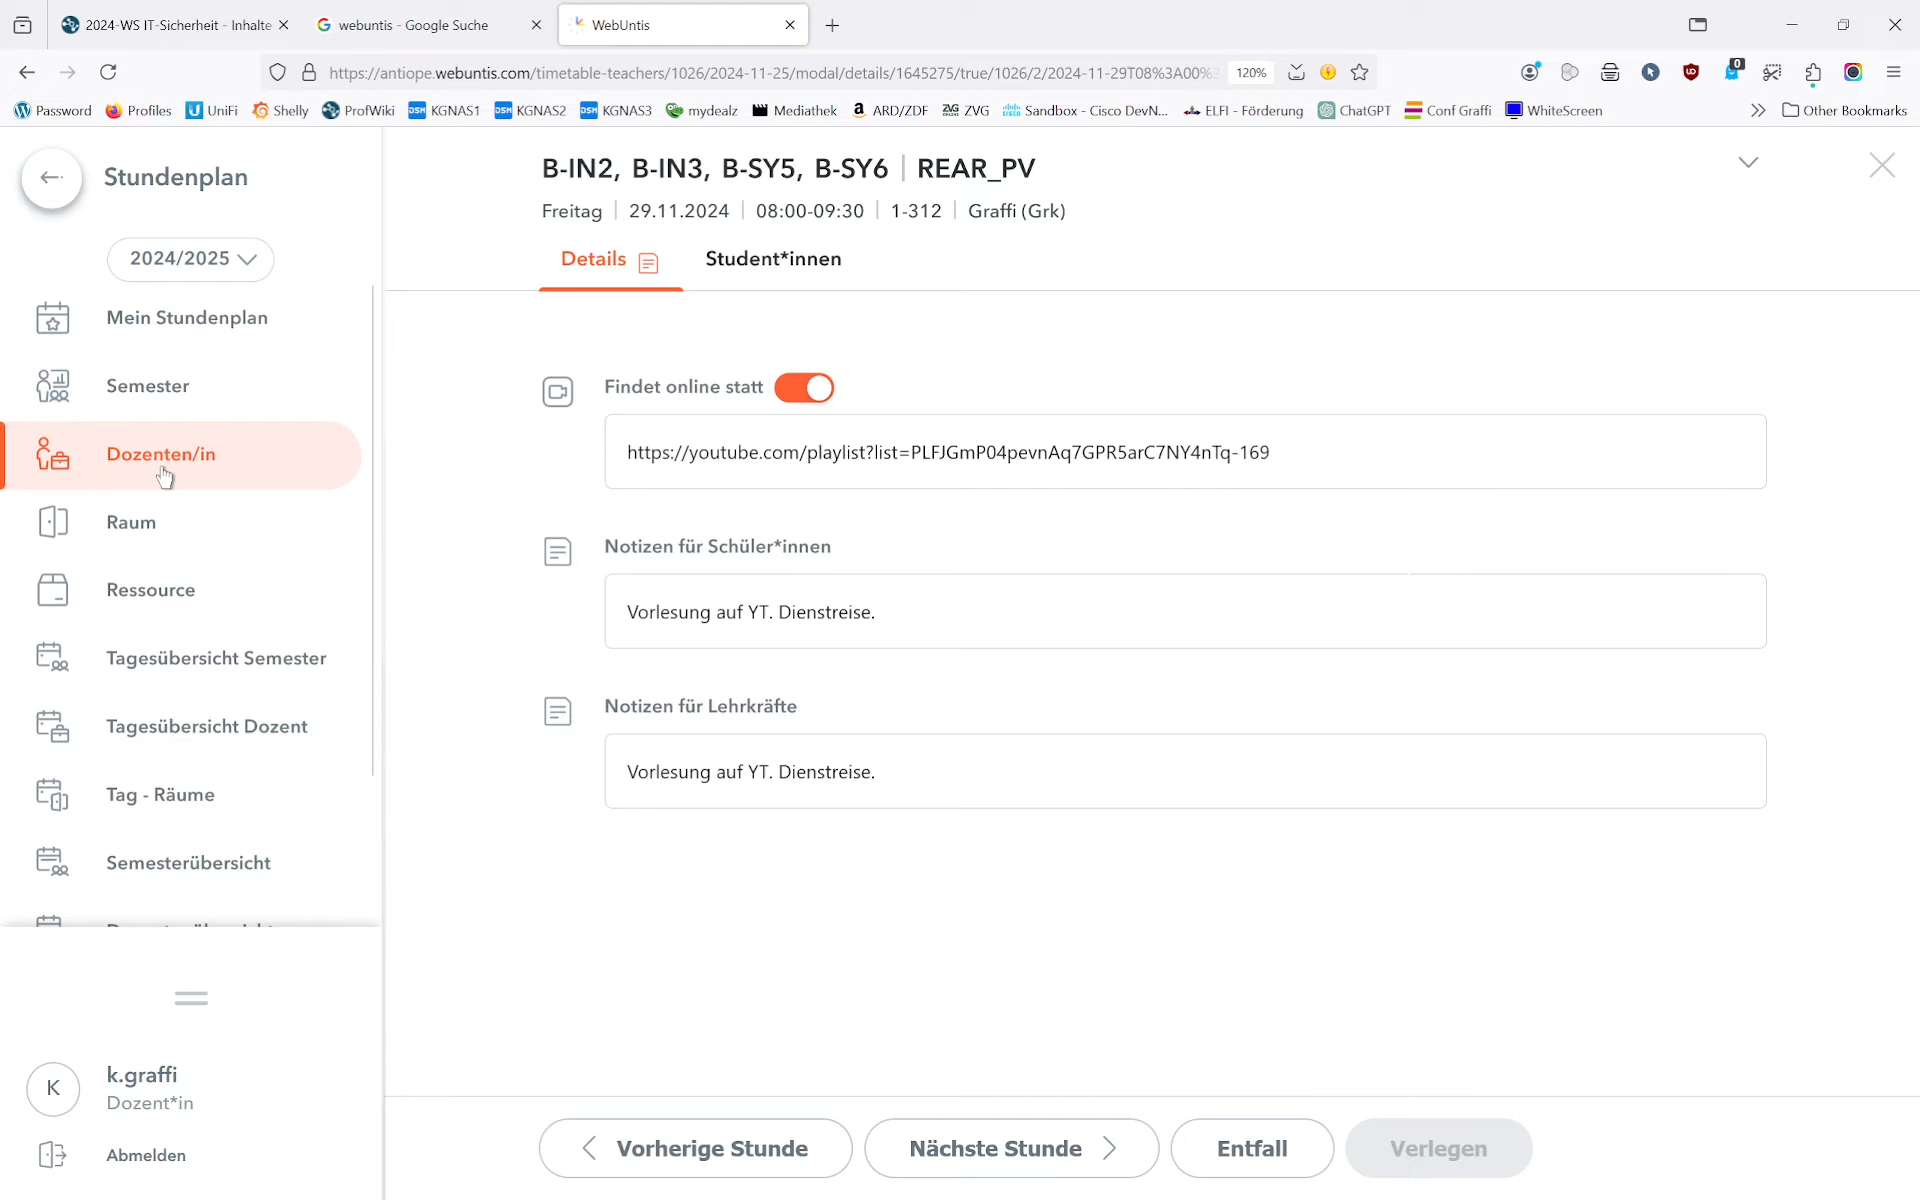 2024-WS IT-Sicherheit - Inhalte
webuntis - Google Suche
WebUntis
https://antiope.webuntis.com/timetable-teachers/1026/2024-11-25/modal/details/1645275/true/1026/2/2024-11-29T08%3A00%3
120%
0
Password
Profiles
UniFi
Shelly
ProfWiki
KGNAS1
KGNAS2
KGNAS3
mydealz
Mediathek
ARD/ZDF
ZVG
Sandbox - Cisco DevN...
ELFI - Förderung
ChatGPT
Conf Graffi
WhiteScreen
Other Bookmarks
Stundenplan
2024/2025
Mein Stundenplan
Semester
Dozenten/in
Raum
Ressource
Tagesübersicht Semester
Tagesübersicht Dozent
Tag - Räume
Semesterübersicht
K
k.graffi
Dozent*in
Abmelden
B-IN2, B-IN3, B-SY5, B-SY6 | REAR_PV
Freitag | 29.11.2024 | 08:00-09:30 | 1-312 | Graffi (Grk)
Details
Student*innen
Findet online statt
https://youtube.com/playlist?list=PLFJGmP04pevnAq7GPR5arC7NY4nTq-169
Notizen für Schüler*innen
Vorlesung auf YT. Dienstreise.
Notizen für Lehrkräfte
Vorlesung auf YT. Dienstreise.
Vorherige Stunde
Nächste Stunde
Entfall
Verlegen